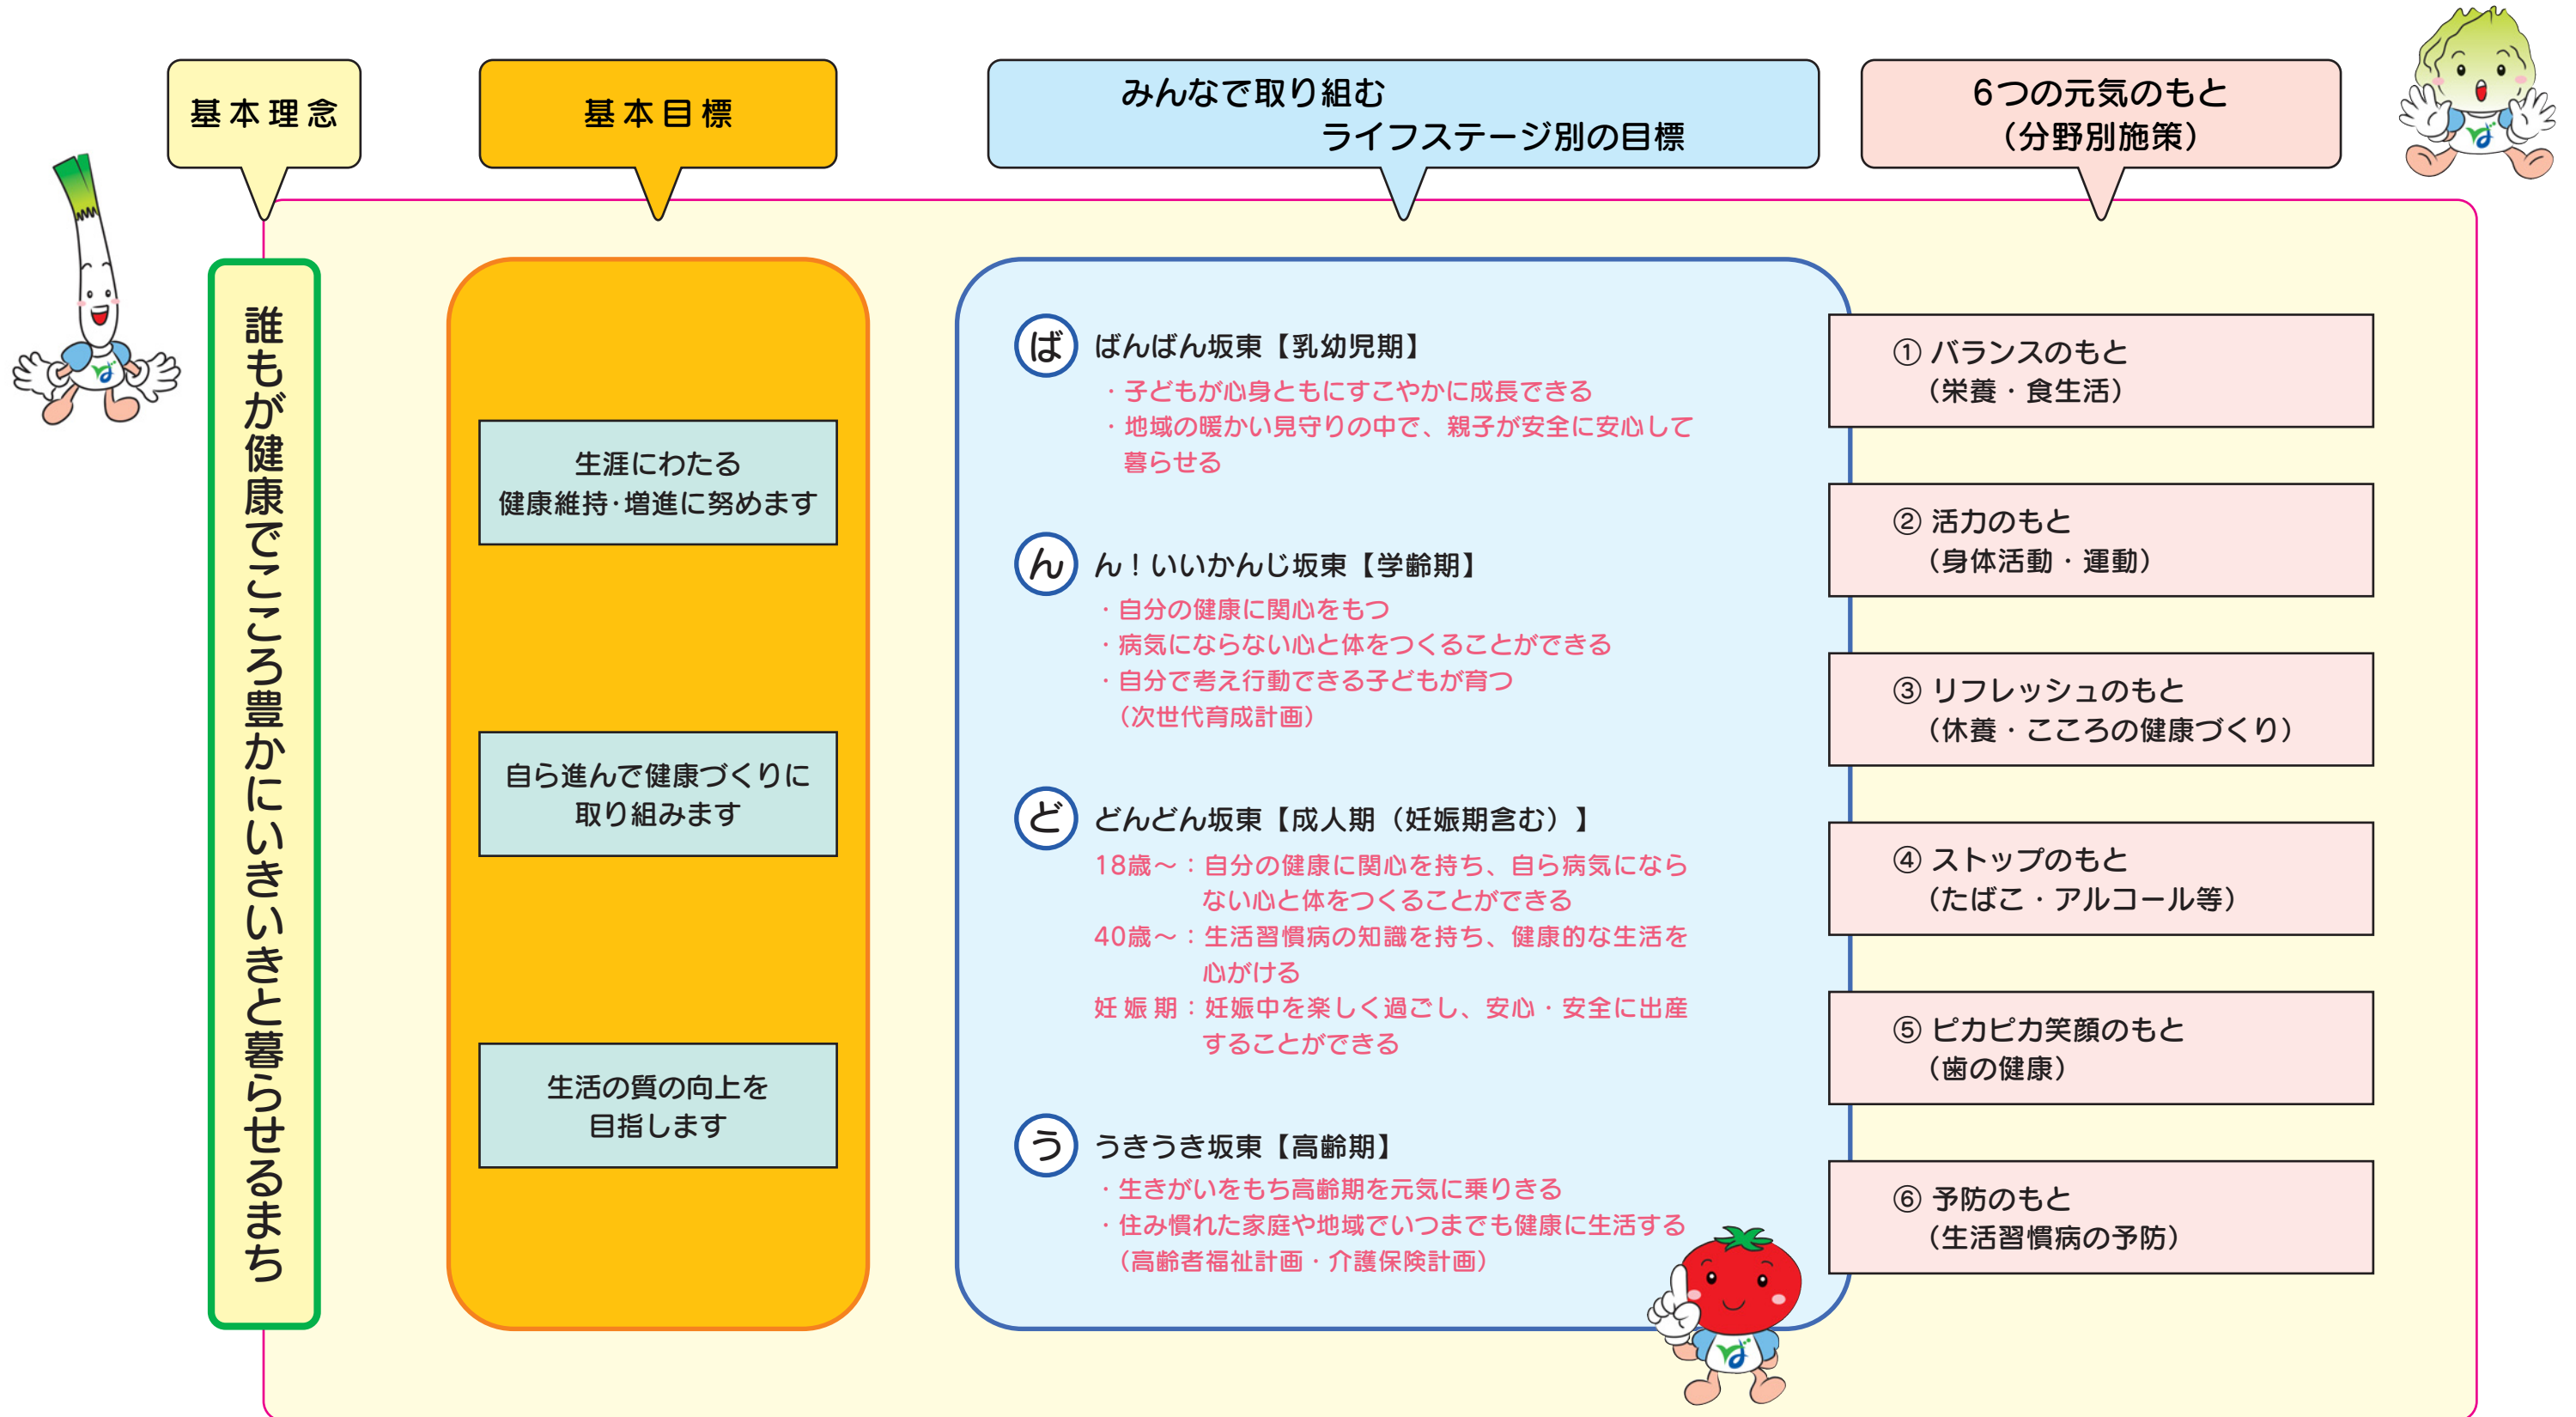 基本理念
基本目標
みんなで取り組む
ライフステージ別の目標
6つの元気のもと
(分野別施策)
誰もが健康でこころ豊かにいきいきと暮らせるまち
生涯にわたる
健康維持・増進に努めます
自ら進んで健康づくりに
取り組みます
生活の質の向上を
目指します
ば ばんばん坂東【乳幼児期】
・子どもが心身ともにすこやかに成長できる
・地域の暖かい見守りの中で、親子が安全に安心して
暮らせる
ん ん！いいかんじ坂東【学齢期】
・自分の健康に関心をもつ
・病気にならない心と体をつくることができる
・自分で考え行動できる子どもが育つ
（次世代育成計画）
ど どんどん坂東【成人期（妊娠期含む）】
18歳～：自分の健康に関心を持ち、自ら病気になら
ない心と体をつくることができる
40歳～：生活習慣病の知識を持ち、健康的な生活を
心がける
妊娠期：妊娠中を楽しく過ごし、安心・安全に出産
することができる
う うきうき坂東【高齢期】
・生きがいをもち高齢期を元気に乗りきる
・住み慣れた家庭や地域でいつまでも健康に生活する
（高齢者福祉計画・介護保険計画）
① バランスのもと
（栄養・食生活）
② 活力のもと
（身体活動・運動）
③ リフレッシュのもと
（休養・こころの健康づくり）
④ ストップのもと
（たばこ・アルコール等）
⑤ ピカピカ笑顔のもと
（歯の健康）
⑥ 予防のもと
（生活習慣病の予防）